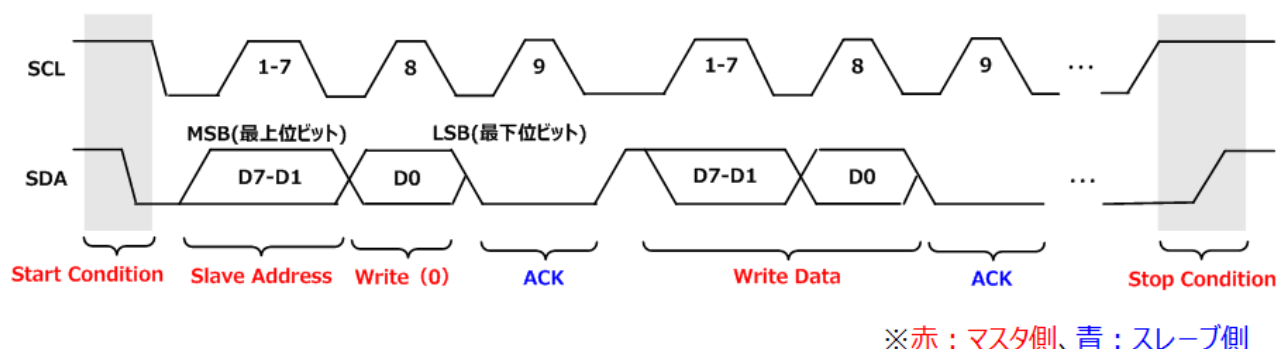 SCL
1-7
8
9
1-7
8
9
...
MSB(最上位ビット)
LSB(最下位ビット)
SDA
D7-D1
D0
D7-D1
D0
...
Start Condition
Slave Address
Write（0）
ACK
Write Data
ACK
Stop Condition
※赤：マスタ側、青：スレーブ側